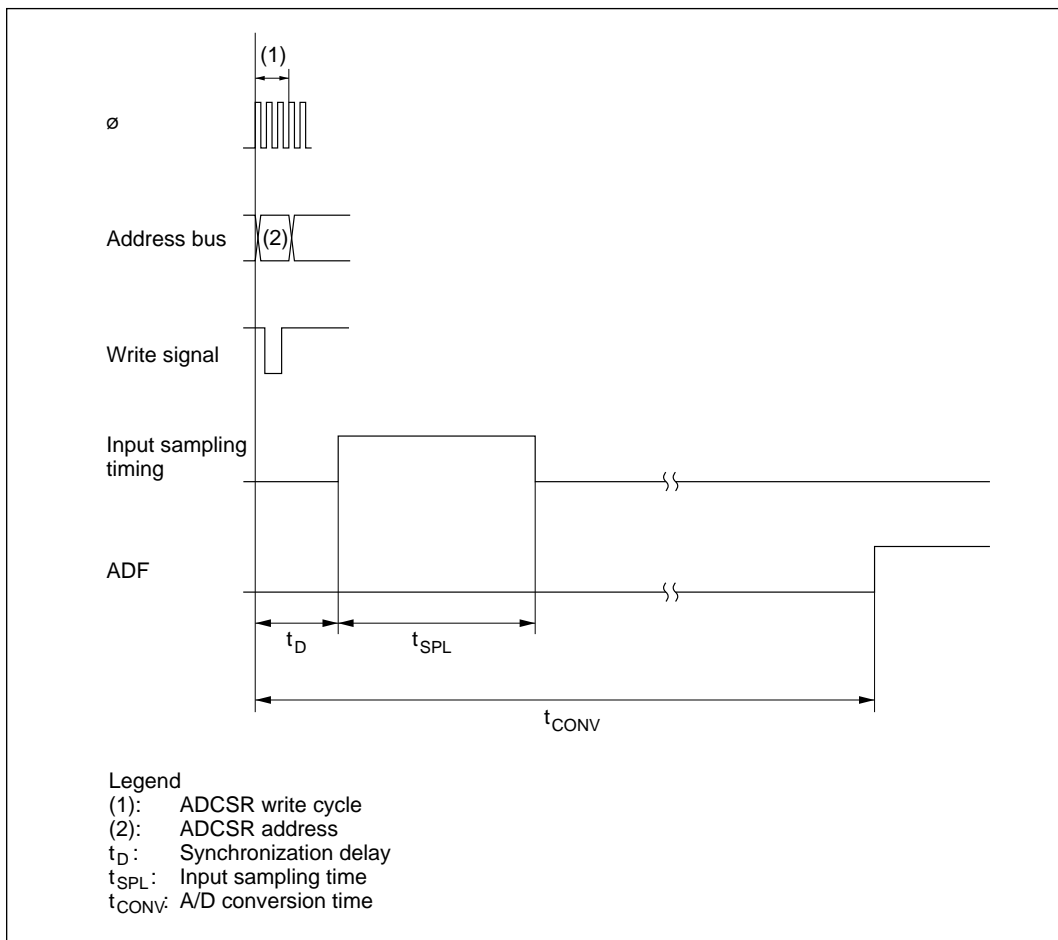 (1)
ø
Address bus
(2)
Write signal
Input sampling
timing
ADF
tD
tSPL
tCONV
Legend
(1): ADCSR write cycle
(2): ADCSR address
tD: Synchronization delay
tSPL: Input sampling time
tCONV: A/D conversion time